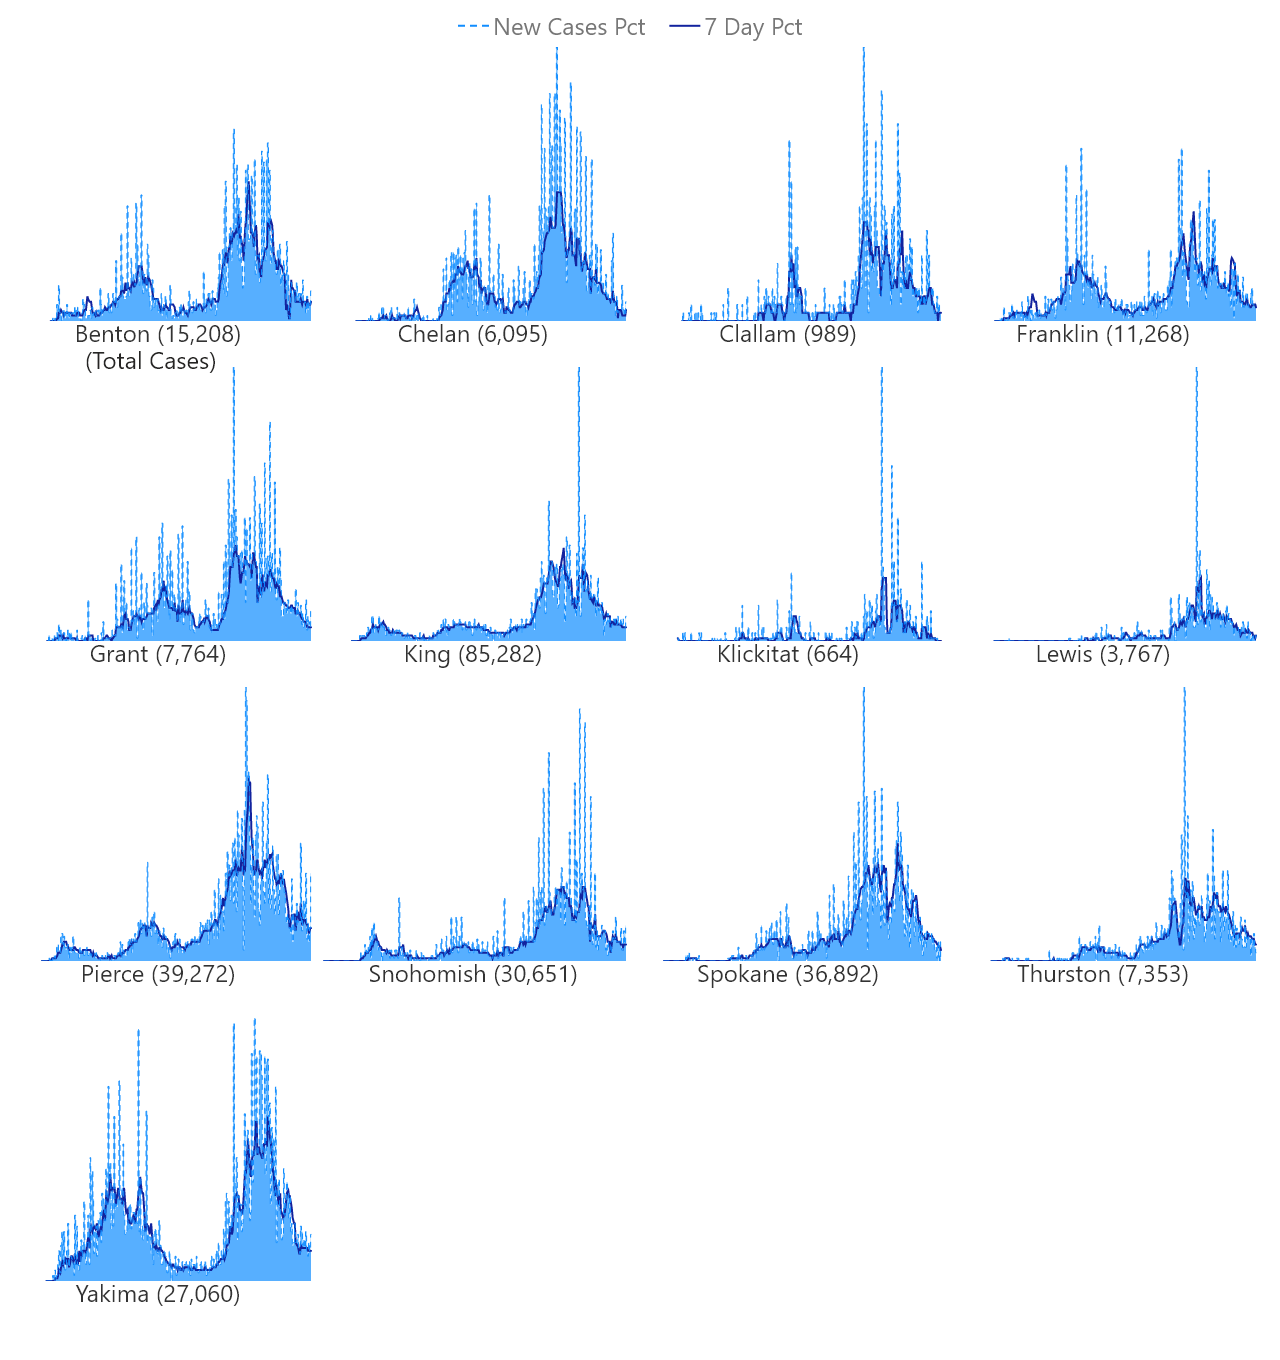 New Cases Pct 7 Day Pct
Benton (15,208)
(Total Cases)
Chelan (6,095)
Clallam (989)
Franklin (11,268)
Grant (7,764)
King (85,282)
Klickitat (664)
Lewis (3,767)
Pierce (39,272)
Snohomish (30,651)
Spokane (36,892)
Thurston (7,353)
Yakima (27,060)